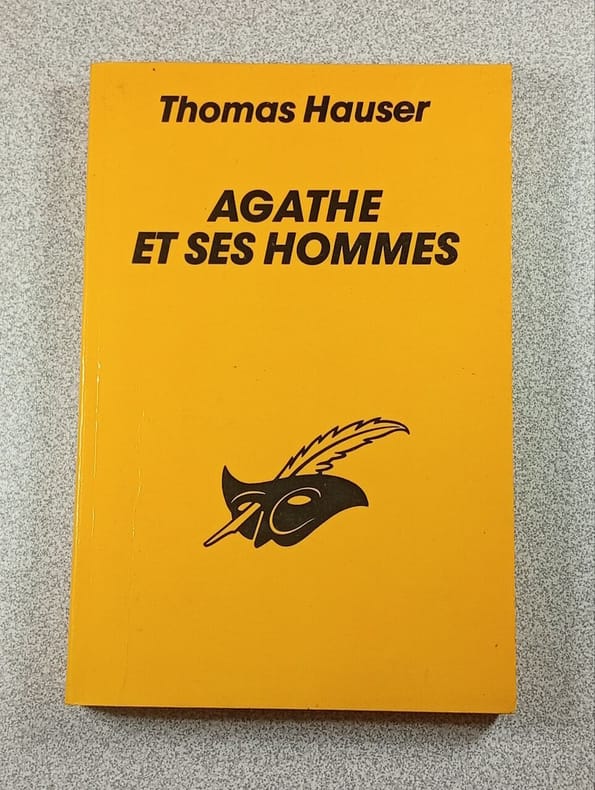 Thomas Hauser
AGATHE
ET SES HOMMES